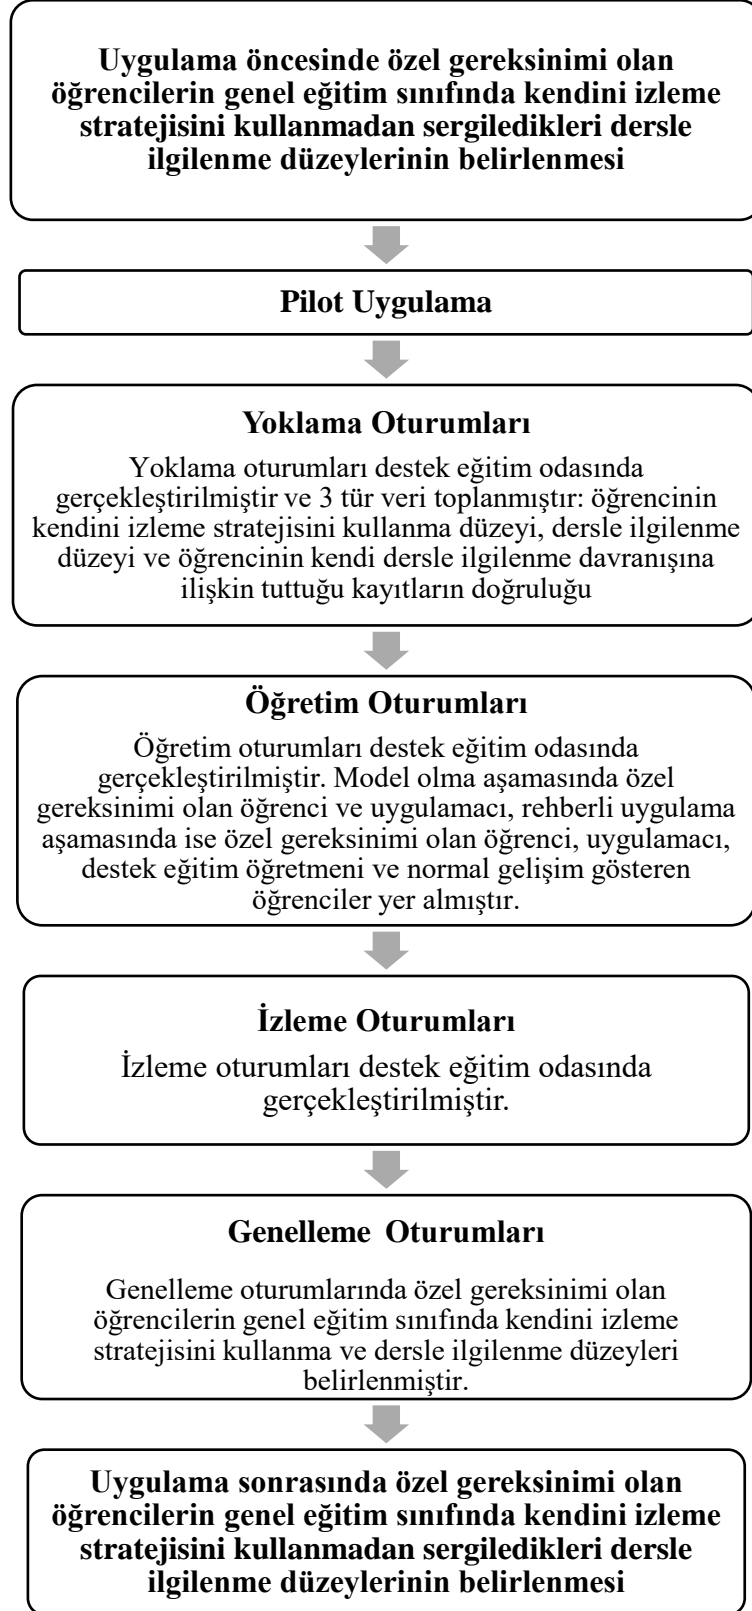 Uygulama öncesinde özel gereksinimi olan
öğrencilerin genel eğitim sınıfında kendini izleme
stratejisini kullanmadan sergiledikleri dersle
ilgilenme düzeylerinin belirlenmesi
Pilot Uygulama
Yoklama Oturumları
Yoklama oturumları destek eğitim odasında
gerçekleştirilmiştir ve 3 tür veri toplanmıştır: öğrencinin
kendini izleme stratejisini kullanma düzeyi, dersle ilgilenme
düzeyi ve öğrencinin kendi dersle ilgilenme davranışına
ilişkin tuttuğu kayıtların doğruluğu
Öğretim Oturumları
Öğretim oturumları destek eğitim odasında
gerçekleştirilmiştir. Model olma aşamasında özel
gereksinimi olan öğrenci ve uygulamacı, rehberli uygulama
aşamasında ise özel gereksinimi olan öğrenci, uygulamacı,
destek eğitim öğretmeni ve normal gelişim gösteren
öğrenciler yer almıştır.
İzleme Oturumları
İzleme oturumları destek eğitim odasında
gerçekleştirilmiştir.
Genelleme Oturumları
Genelleme oturumlarında özel gereksinimi olan
öğrencilerin genel eğitim sınıfında kendini izleme
stratejisini kullanma ve dersle ilgilenme düzeyleri
belirlenmiştir.
Uygulama sonrasında özel gereksinimi olan
öğrencilerin genel eğitim sınıfında kendini izleme
stratejisini kullanmadan sergiledikleri dersle
ilgilenme düzeylerinin belirlenmesi